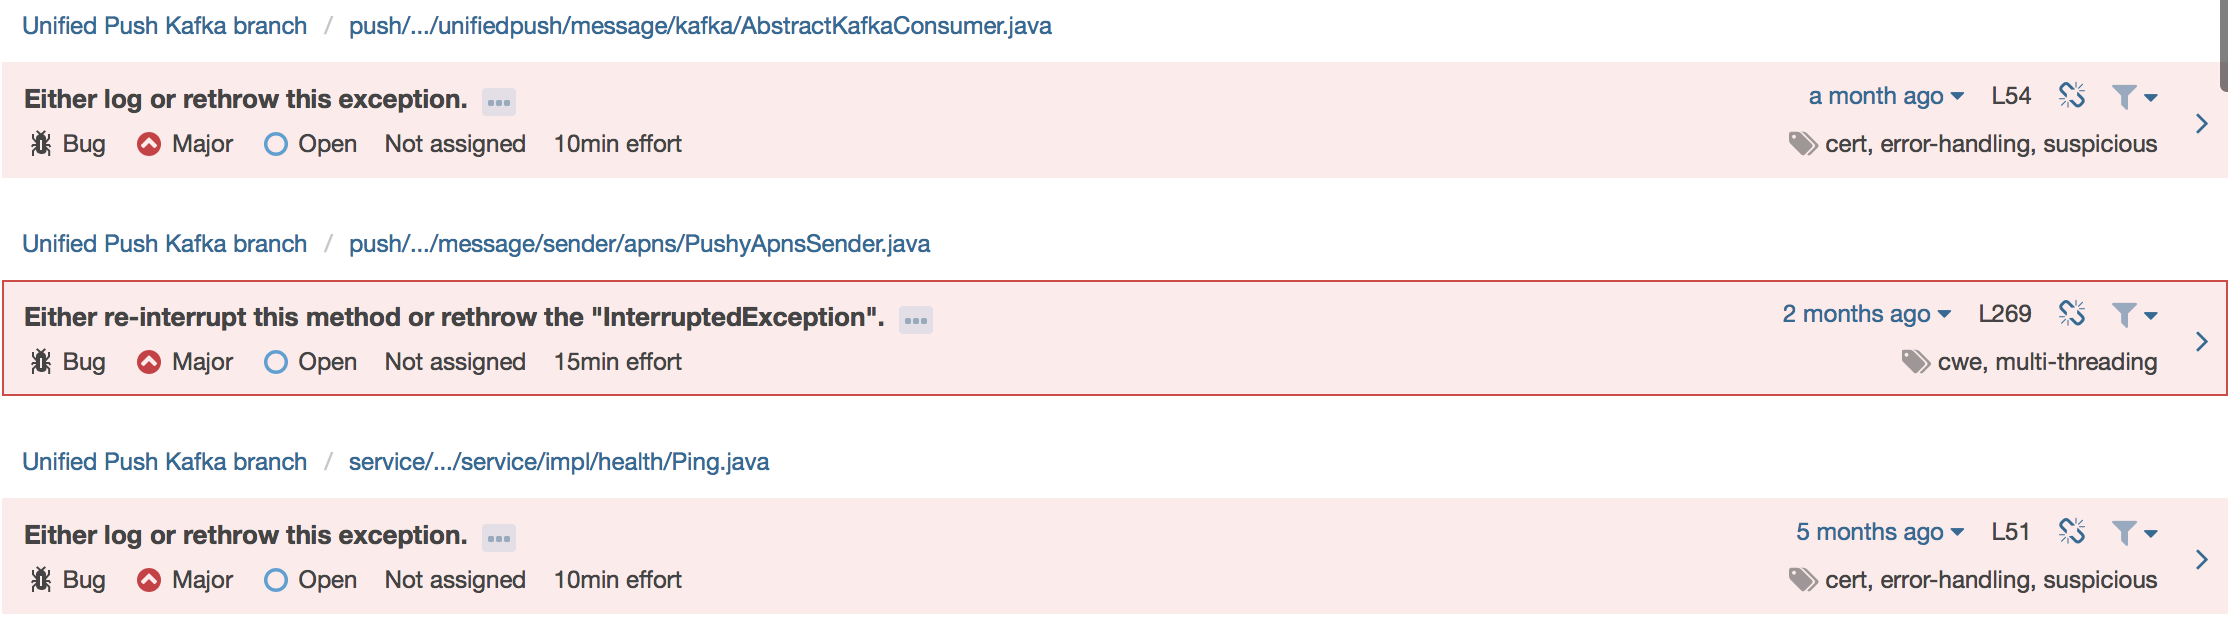 Unified Push Kafka branch / push/.../unifiedpush/message/kafka/AbstractKafkaConsumer.java
Either log or rethrow this exception. a month ago L54
Bug Major Open Not assigned 10min effort cert, error-handling, suspicious
Unified Push Kafka branch / push/.../message/sender/apns/PushyApnsSender.java
Either re-interrupt this method or rethrow the "InterruptedException". 2 months ago L269
Bug Major Open Not assigned 15min effort cwe, multi-threading
Unified Push Kafka branch / service/.../service/impl/health/Ping.java
Either log or rethrow this exception. 5 months ago L51
Bug Major Open Not assigned 10min effort cert, error-handling, suspicious